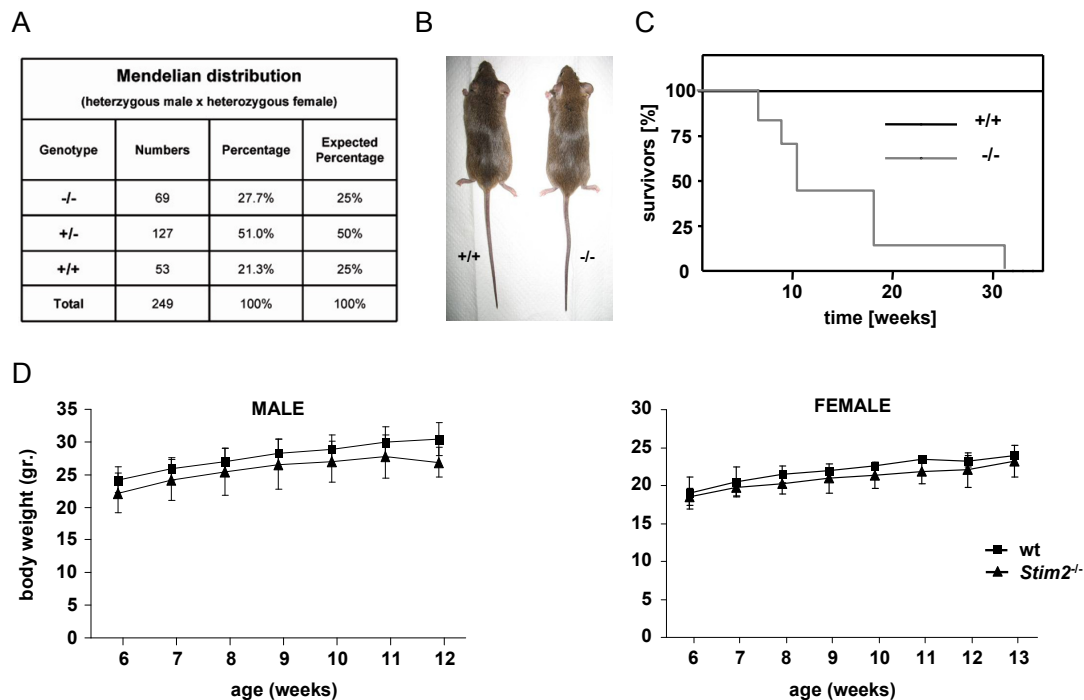 A
Mendelian distribution
(heterzygous male x heterozygous female)
Genotype Numbers Percentage Expected Percentage
-/- 69 27.7% 25%
+/- 127 51.0% 50%
+/+ 53 21.3% 25%
Total 249 100% 100%
B
+/+ -/-
C
survivors [%]
100
75
50
25
0
10 20 30
time [weeks]
+/+
-/-
D
MALE
body weight (gr.)
35
30
25
20
15
10
5
0
6 7 8 9 10 11 12
age (weeks)
FEMALE
30
25
20
15
10
5
0
6 7 8 9 10 11 12 13
age (weeks)
wt
Stim2-/-